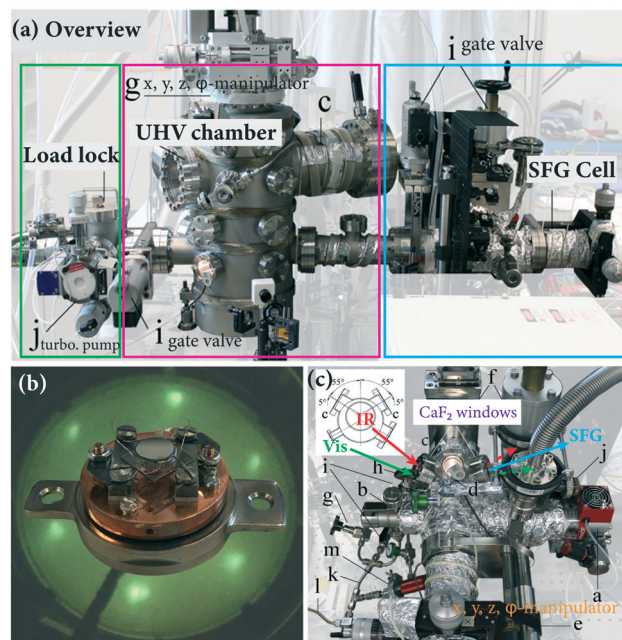 (a) Overview
i gate valve
g x, y, z, φ-manipulator
c
UHV chamber
Load lock
SFG Cell
j turbo. pump
i gate valve
(b)
(c)
55° 55°
5° 5°
c c
IR
Vis
f
CaF₂ windows
SFG
c
i
h
j
b
d
g
m
k
l
a
x, y, z, φ-manipulator
e